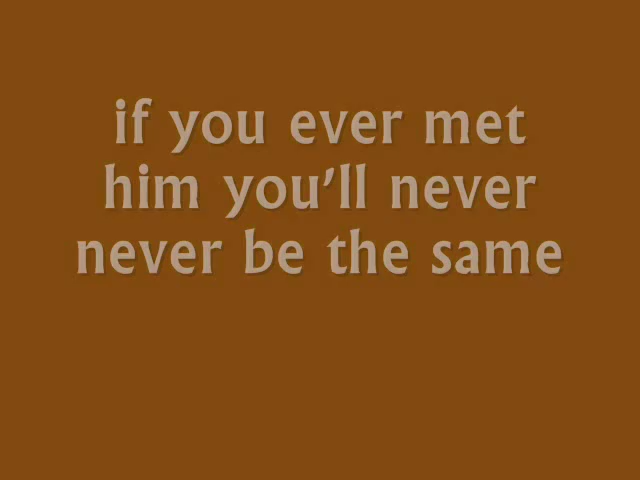 if you ever met
him you’ll never
never be the same